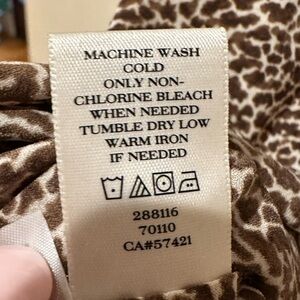 MACHINE WASH
COLD
ONLY NON-
CHLORINE BLEACH
WHEN NEEDED
TUMBLE DRY LOW
WARM IRON
IF NEEDED
288116
70110
CA#57421